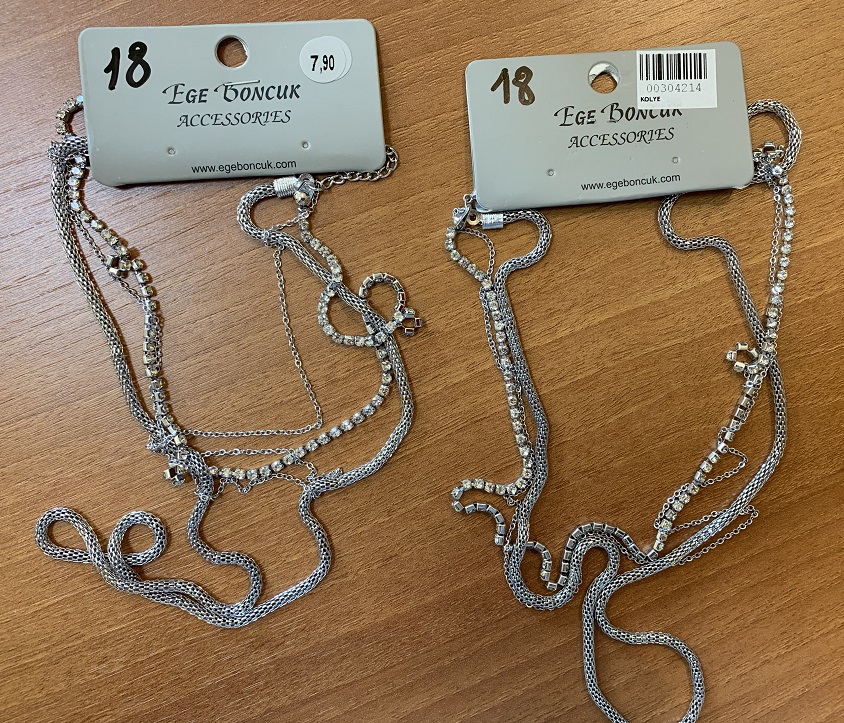 18
7,90
EGE BONCUK
ACCESSORIES
www.egeboncuk.com
18
00304214
KOLYE
EGE BONCUK
ACCESSORIES
www.egeboncuk.com